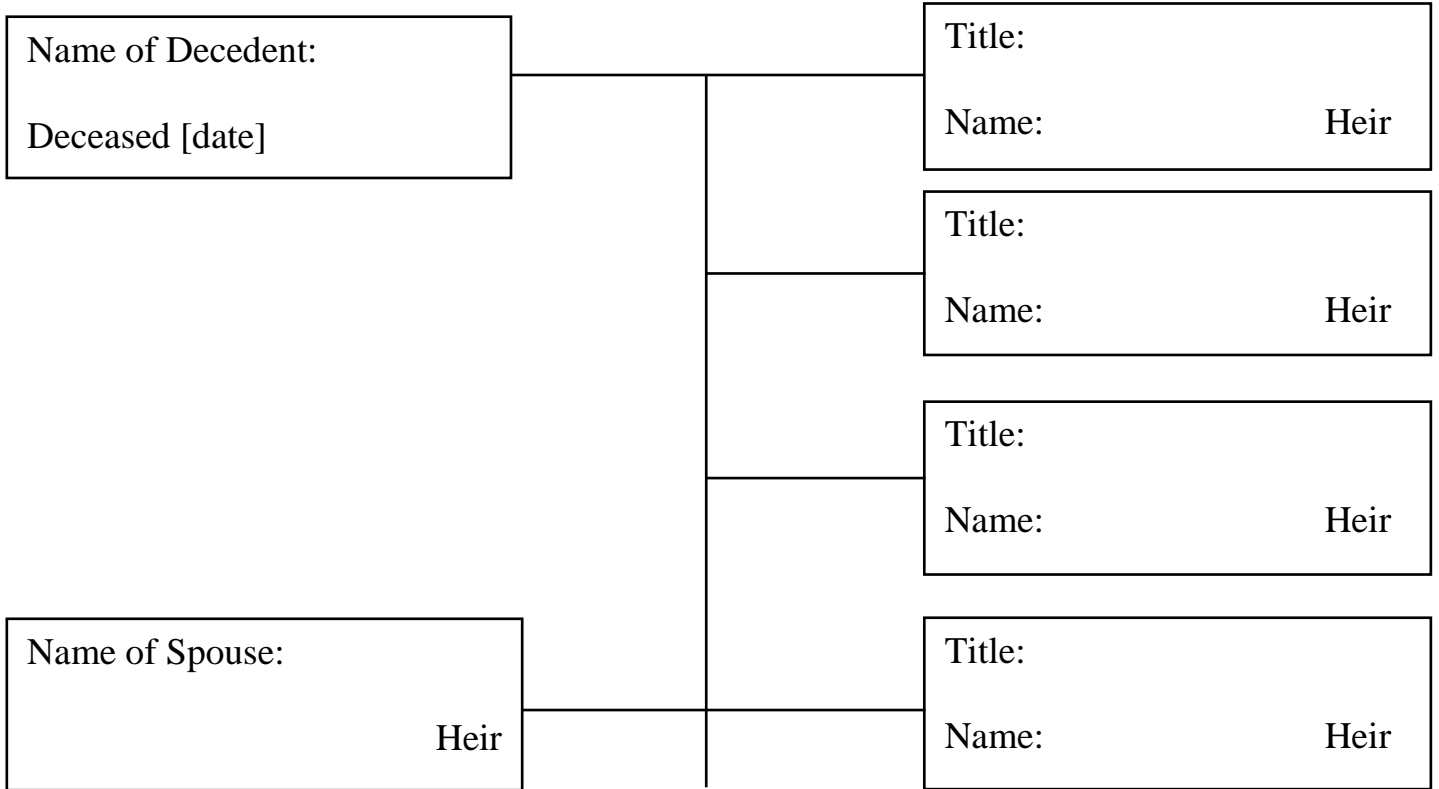 Name of Decedent:
Deceased [date]
Title:
Name: Heir
Title:
Name: Heir
Title:
Name: Heir
Name of Spouse:
Heir
Title:
Name: Heir